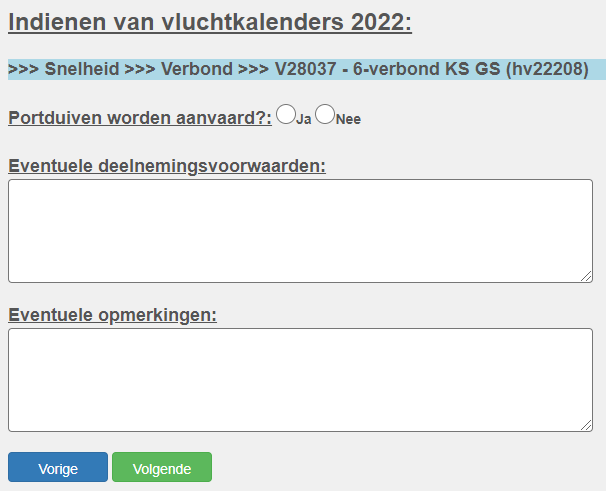 Indienen van vluchtkalenders 2022:
>>> Snelheid >>> Verbond >>> V28037 - 6-verbond KS GS (hv22208)
Portduiven worden aanvaard?: Ja Nee
Eventuele deelnemingsvoorwaarden:
Eventuele opmerkingen:
Vorige Volgende